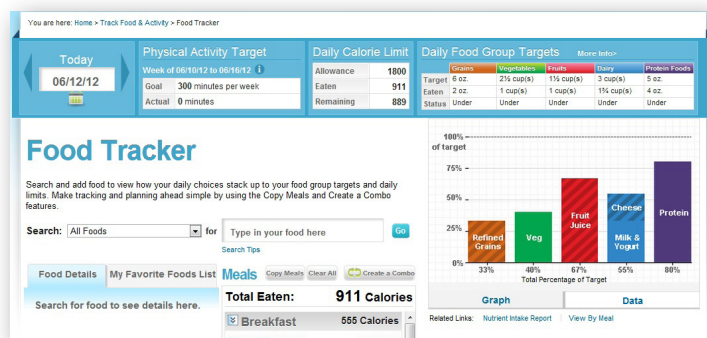 You are here: Home > Track Food & Activity > Food Tracker
Today
06/12/12
Physical Activity Target
Week of 06/10/12 to 06/16/12 i
Goal 300 minutes per week
Actual 0 minutes
Daily Calorie Limit
Allowance 1800
Eaten 911
Remaining 889
Daily Food Group Targets More Info>
Grains Vegetables Fruits Dairy Protein Foods
Target 6 oz. 2½ cup(s) 1½ cup(s) 3 cup(s) 5 oz.
Eaten 2 oz. 1 cup(s) 1 cup(s) 1¾ cup(s) 4 oz.
Status Under Under Under Under Under
Food Tracker
Search and add food to view how your daily choices stack up to your food group targets and daily
limits. Make tracking and planning ahead simple by using the Copy Meals and Create a Combo
features.
Search: All Foods for Type in your food here Go
Search Tips
Food Details My Favorite Foods List
Search for food to see details here.
Meals Copy Meals Clear All Create a Combo
Total Eaten: 911 Calories
Breakfast 555 Calories
100%
of target
75%
50%
25%
0%
Refined
Grains
Veg
Fruit
Juice
Cheese
Milk &
Yogurt
Protein
33% 40% 67% 55% 80%
Total Percentage of Target
Graph Data
Related Links: Nutrient Intake Report | View By Meal